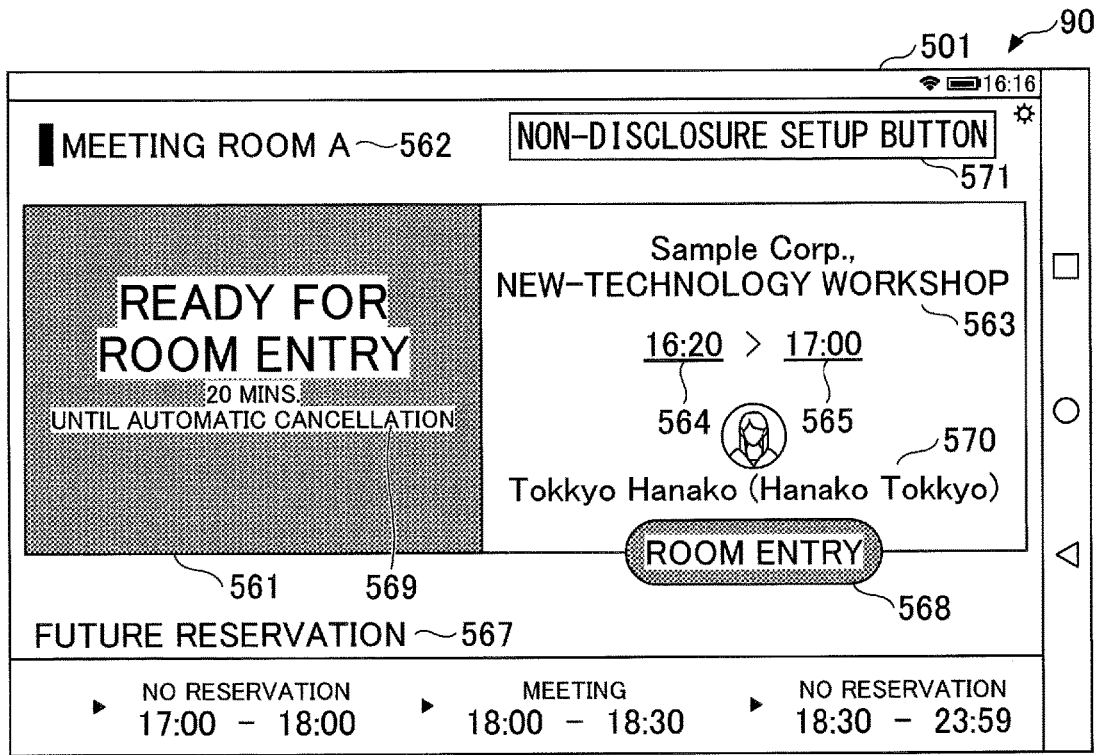 90
501
16:16
MEETING ROOM A 562
NON-DISCLOSURE SETUP BUTTON
571
READY FOR
ROOM ENTRY
20 MINS.
UNTIL AUTOMATIC CANCELLATION
Sample Corp.,
NEW-TECHNOLOGY WORKSHOP
563
16:20 > 17:00
564 565
570
Tokkyo Hanako (Hanako Tokkyo)
ROOM ENTRY
561 569
568
FUTURE RESERVATION 567
NO RESERVATION MEETING NO RESERVATION
17:00 - 18:00 18:00 - 18:30 18:30 - 23:59